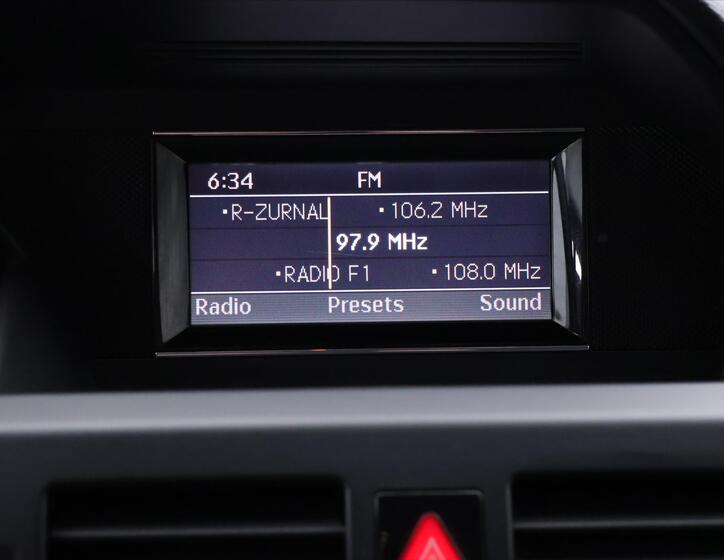 6:34 FM
R-ZURNAL 106.2 MHz
97.9 MHz
RADIO F1 108.0 MHz
Radio Presets Sound